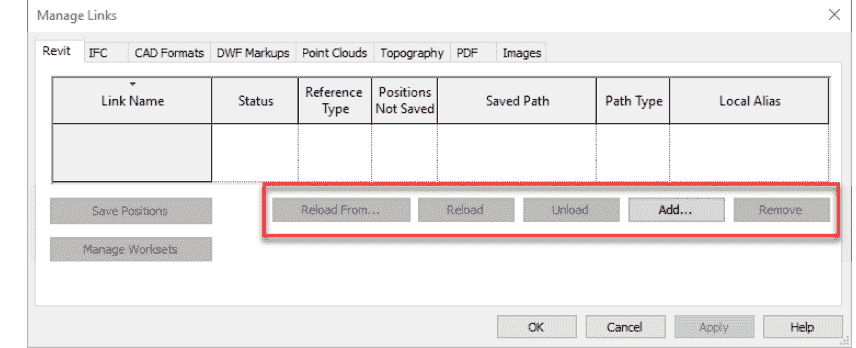 Manage Links
Revit IFC CAD Formats DWF Markups Point Clouds Topography PDF Images
Link Name Status Reference Type Positions Not Saved Saved Path Path Type Local Alias
Save Positions Reload From... Reload Unload Add... Remove
Manage Worksets
OK Cancel Apply Help